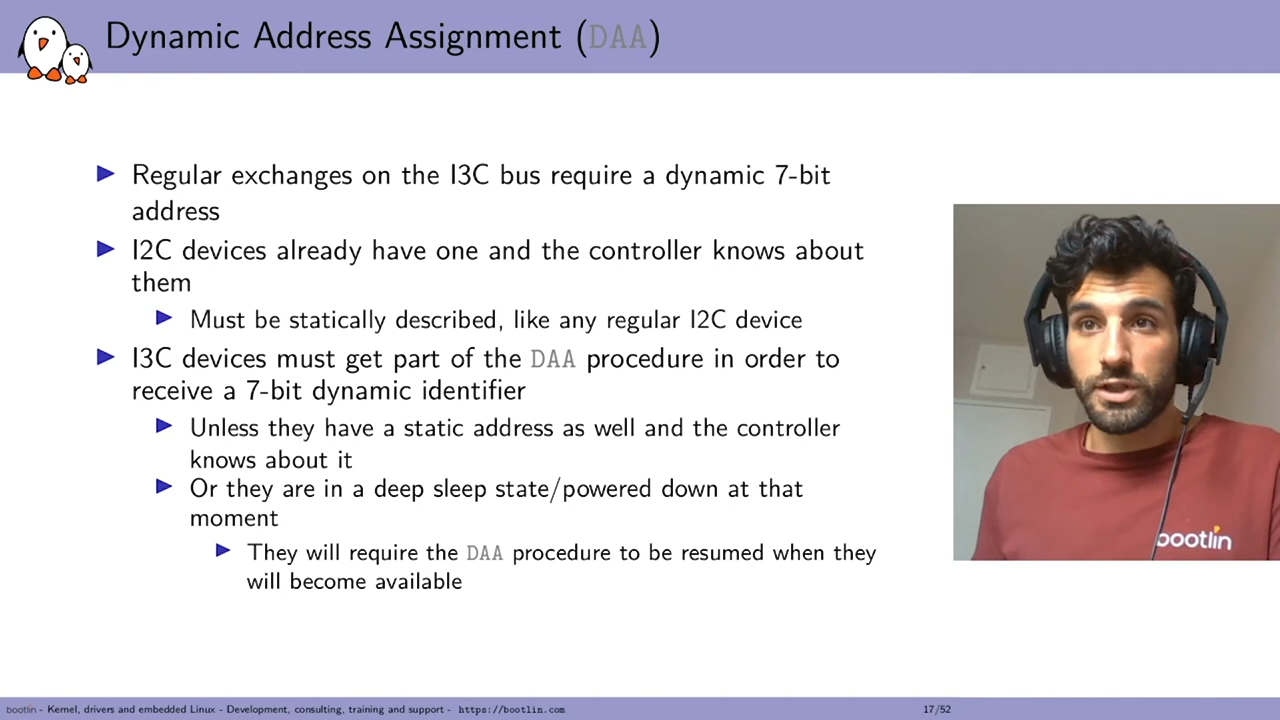 Dynamic Address Assignment (DAA)
Regular exchanges on the I3C bus require a dynamic 7-bit
address
I2C devices already have one and the controller knows about
them
Must be statically described, like any regular I2C device
I3C devices must get part of the DAA procedure in order to
receive a 7-bit dynamic identifier
Unless they have a static address as well and the controller
knows about it
Or they are in a deep sleep state/powered down at that
moment
They will require the DAA procedure to be resumed when they
will become available
bootlin
bootlin - Kernel, drivers and embedded Linux - Development, consulting, training and support - https://bootlin.com
17/52